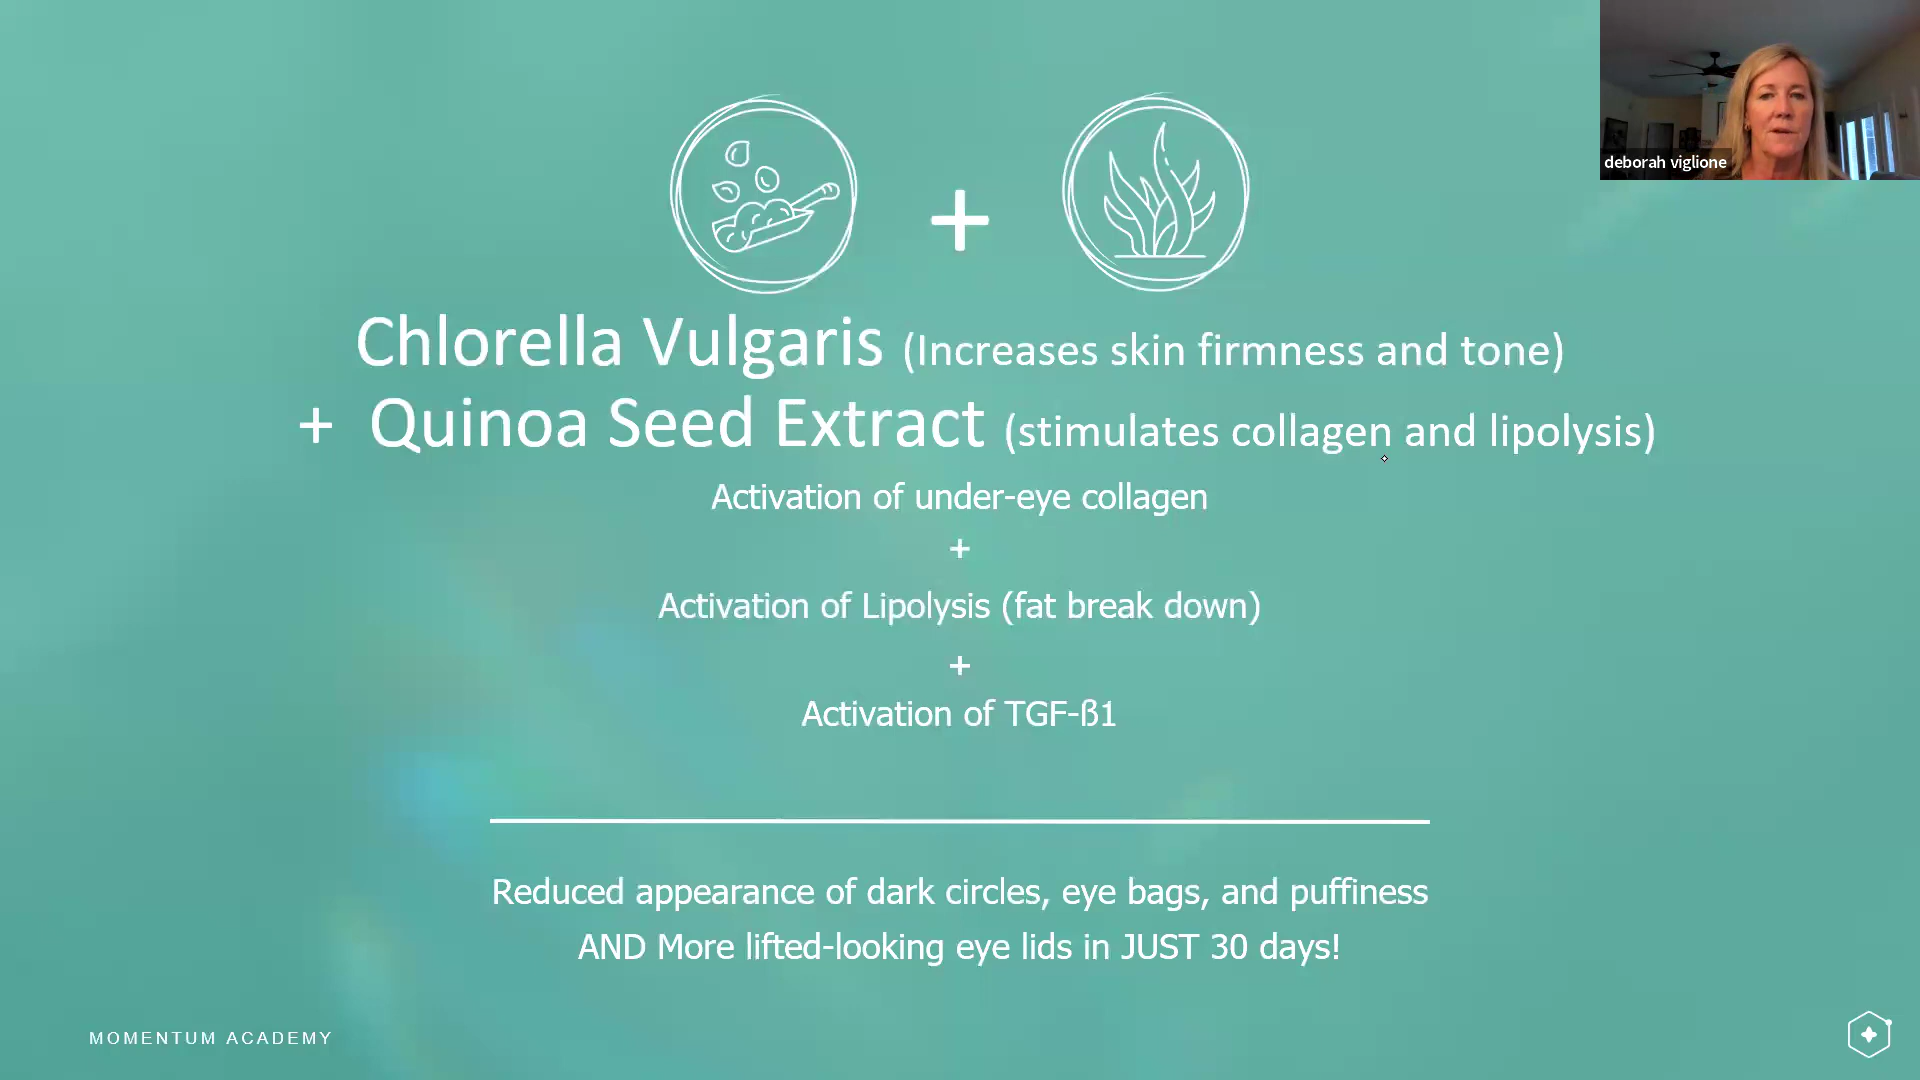 deborah viglione
+
Chlorella Vulgaris (Increases skin firmness and tone)
+ Quinoa Seed Extract (stimulates collagen and lipolysis)
Activation of under-eye collagen
+
Activation of Lipolysis (fat break down)
+
Activation of TGF-ß1
Reduced appearance of dark circles, eye bags, and puffiness
AND More lifted-looking eye lids in JUST 30 days!
MOMENTUM ACADEMY